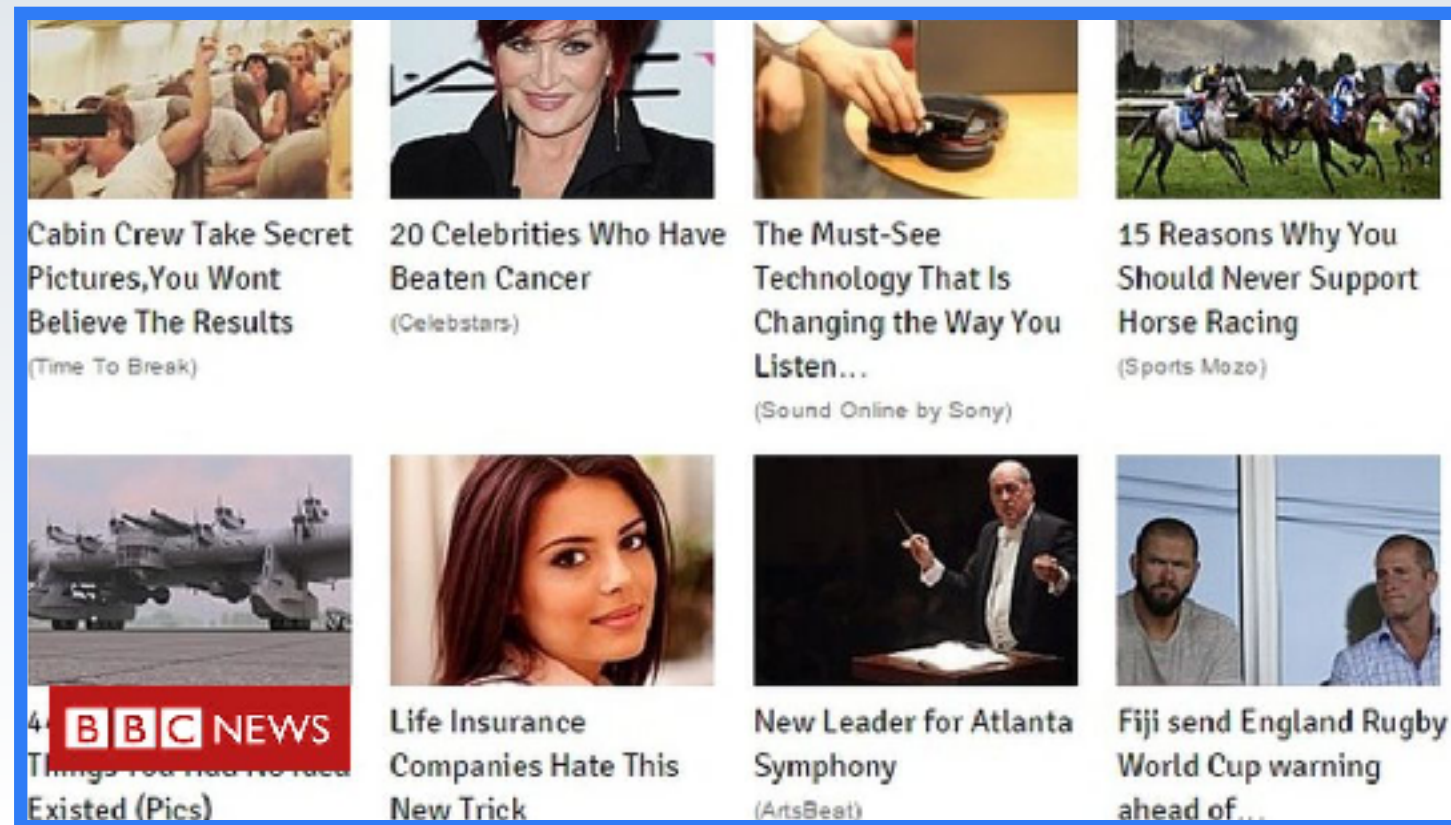 Cabin Crew Take Secret
Pictures,You Wont
Believe The Results
(Time To Break)
20 Celebrities Who Have
Beaten Cancer
(Celebstars)
The Must-See
Technology That Is
Changing the Way You
Listen...
(Sound Online by Sony)
15 Reasons Why You
Should Never Support
Horse Racing
(Sports Mozo)
BBC NEWS
Existed (Pics)
Life Insurance
Companies Hate This
New Trick
New Leader for Atlanta
Symphony
(ArtsBeat)
Fiji send England Rugby
World Cup warning
ahead of...